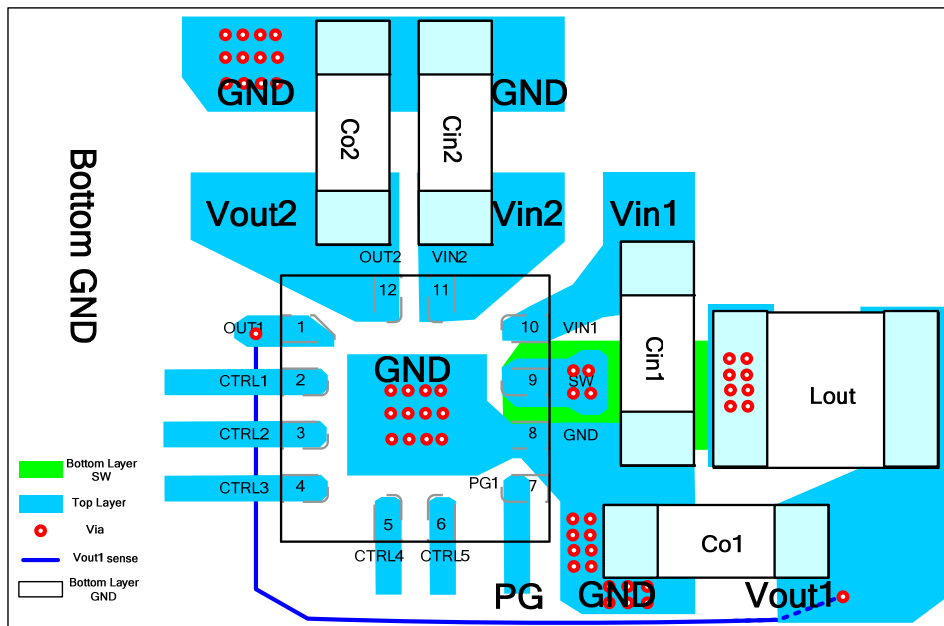 GND
GND
Co2
Cin2
Bottom GND
Vout2
Vin2
Vin1
OUT2
VIN2
12
11
OUT1
1
10
VIN1
Cin1
GND
CTRL1
2
9
SW
Lout
CTRL2
3
8
GND
Bottom Layer
SW
CTRL3
4
PG1
7
Top Layer
5
6
Via
CTRL4
CTRL5
Co1
Vout1 sense
Bottom Layer
GND
PG
GND
Vout1